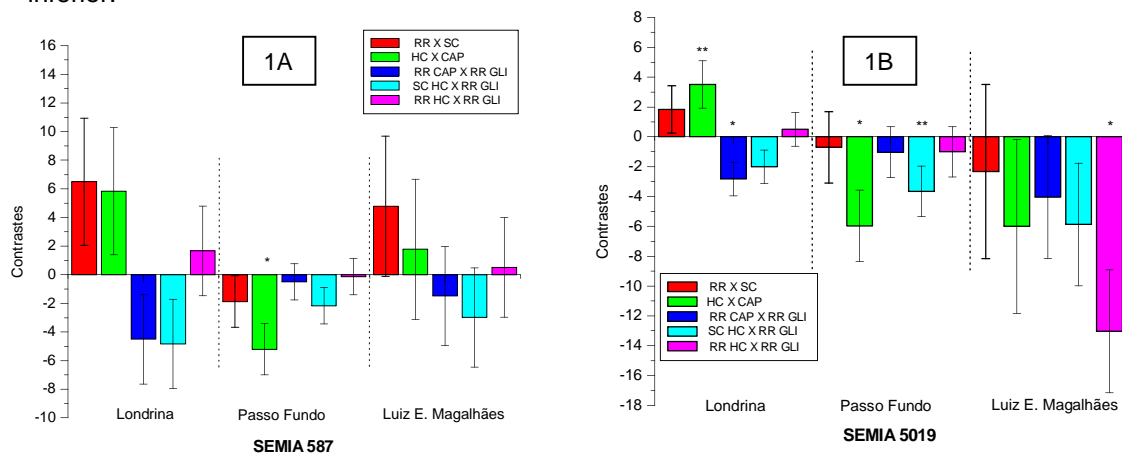 inferior.
1A
RR X SC
HC X CAP
RR CAP X RR GLI
SC HC X RR GLI
RR HC X RR GLI
16
14
12
10
8
6
4
2
0
-2
-4
-6
-8
-10
Contrastes
*
Londrina
Passo Fundo
Luiz E. Magalhães
SEMIA 587
1B
8
6
4
2
0
-2
-4
-6
-8
-10
-12
-14
-16
-18
Contrastes
**
*
*
**
*
RR X SC
HC X CAP
RR CAP X RR GLI
SC HC X RR GLI
RR HC X RR GLI
Londrina
Passo Fundo
Luiz E. Magalhães
SEMIA 5019